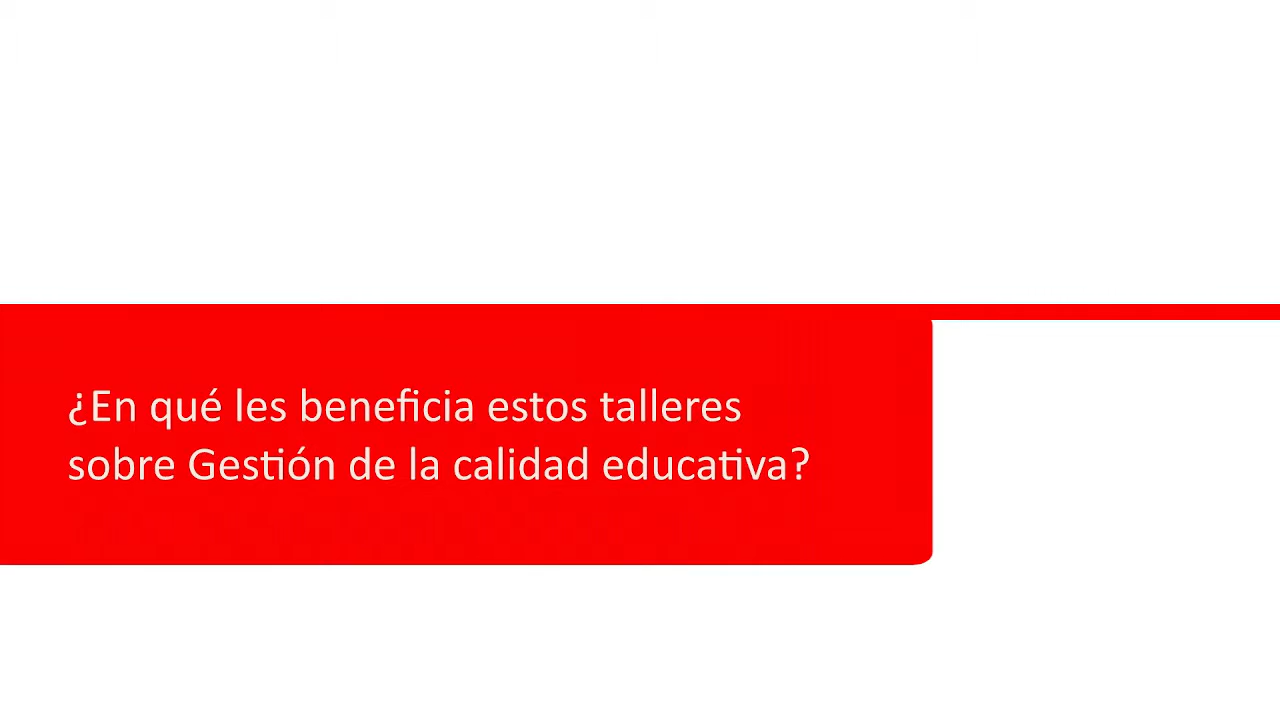 ¿En qué les beneficia estos talleres
sobre Gestión de la calidad educativa?